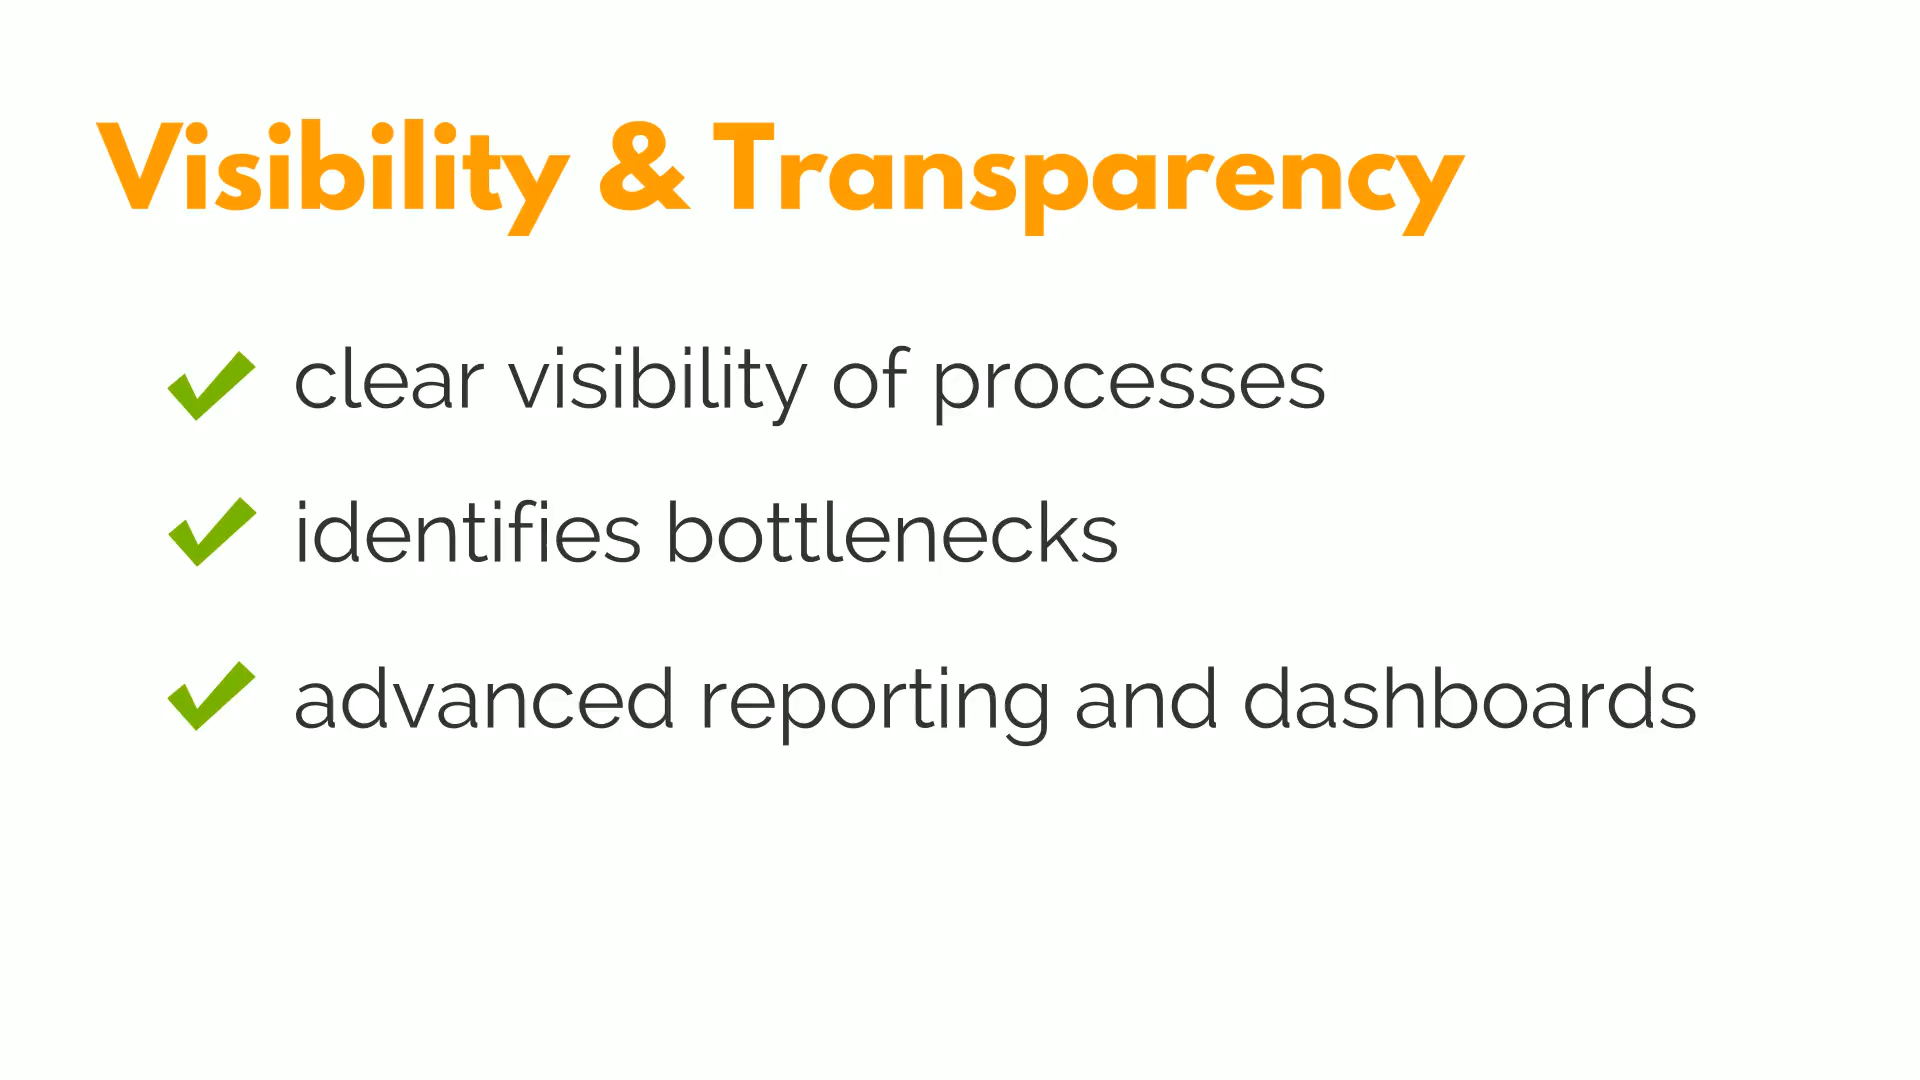 Visibility & Transparency
clear visibility of processes
identifies bottlenecks
advanced reporting and dashboards